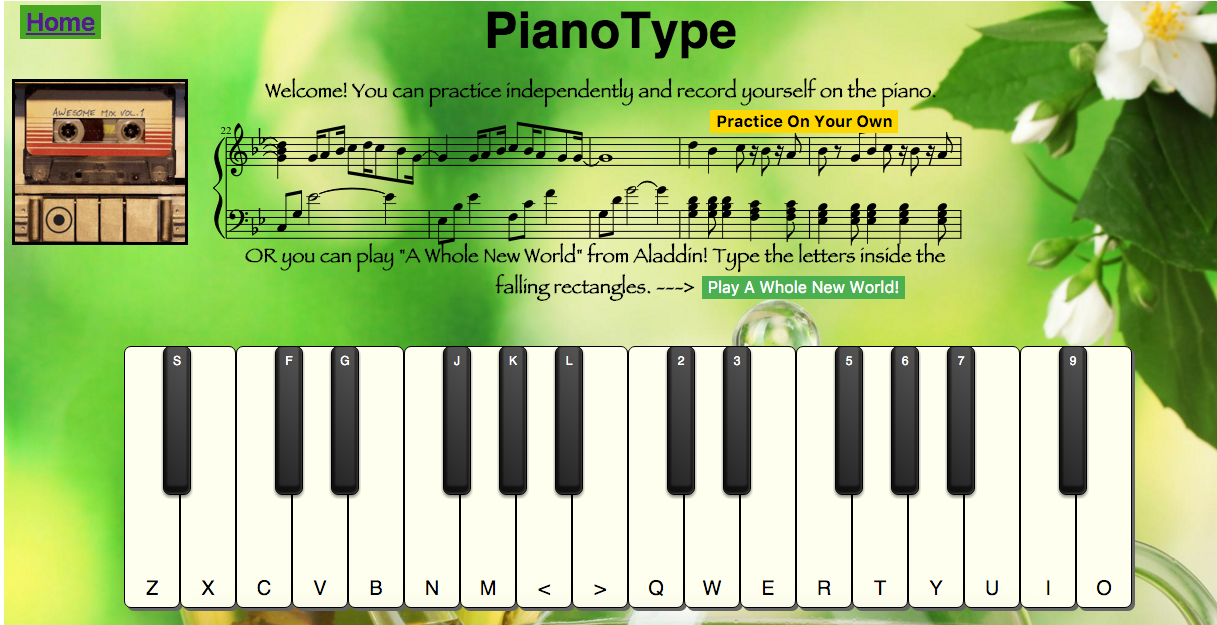 Home
PianoType
Welcome! You can practice independently and record yourself on the piano.
AWESOME MIX VOL. 1
Practice On Your Own
22
OR you can play "A Whole New World" from Aladdin! Type the letters inside the
falling rectangles. ---> Play A Whole New World!
S F G J K L 2 3 5 6 7 9
Z X C V B N M < > Q W E R T Y U I O